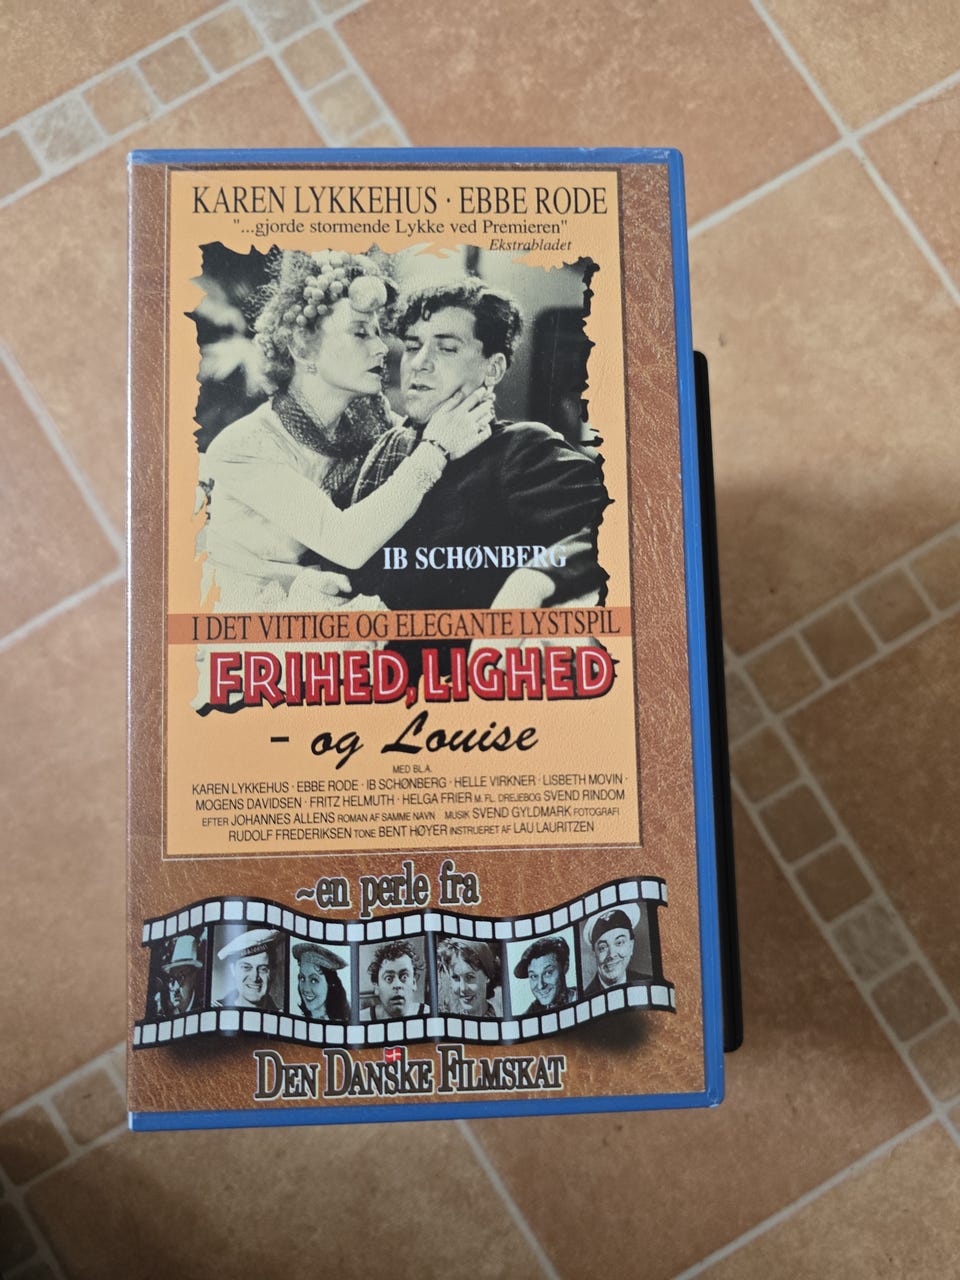 KAREN LYKKEHUS · EBBE RODE
"...gjorde stormende Lykke ved Premieren"
Ekstrabladet
IB SCHØNBERG
I DET VITTIGE OG ELEGANTE LYSTSPIL
FRIHED, LIGHED
- og Louise
MED BL.A.
KAREN LYKKEHUS · EBBE RODE · IB SCHØNBERG · HELLE VIRKNER · LISBETH MOVIN ·
MOGENS DAVIDSEN · FRITZ HELMUTH · HELGA FRIER M. FL. DREJEBOG SVEND RINDOM
EFTER JOHANNES ALLENS ROMAN AF SAMME NAVN MUSIK SVEND GYLDMARK FOTOGRAFI
RUDOLF FREDERIKSEN TONE BENT HØYER INSTRUERET AF LAU LAURITZEN
~en perle fra
DEN DANSKE FILMSKAT